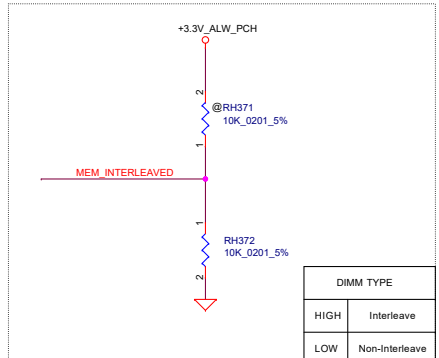 +3.3V_ALW_PCH
2
@RH371
10K_0201_5%
1
MEM_INTERLEAVED
1
RH372
10K_0201_5%
2
DIMM TYPE
HIGH Interleave
LOW Non-Interleave